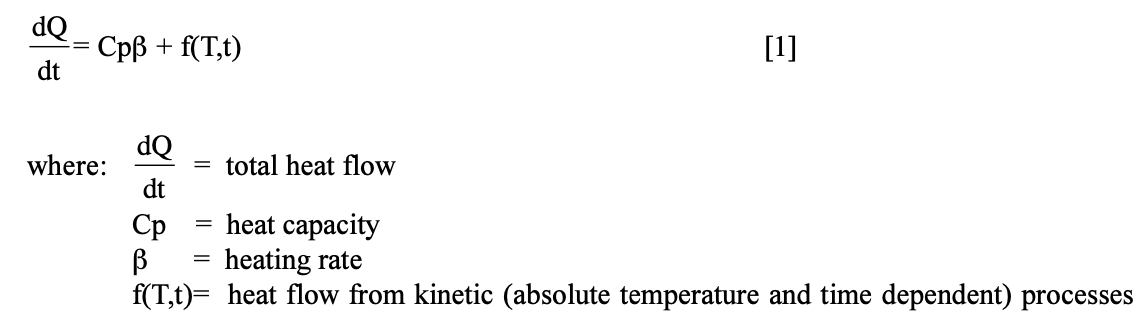 dQ
dt
= Cpβ + f(T,t) [1]
where: dQ
dt
= total heat flow
Cp = heat capacity
β = heating rate
f(T,t)= heat flow from kinetic (absolute temperature and time dependent) processes